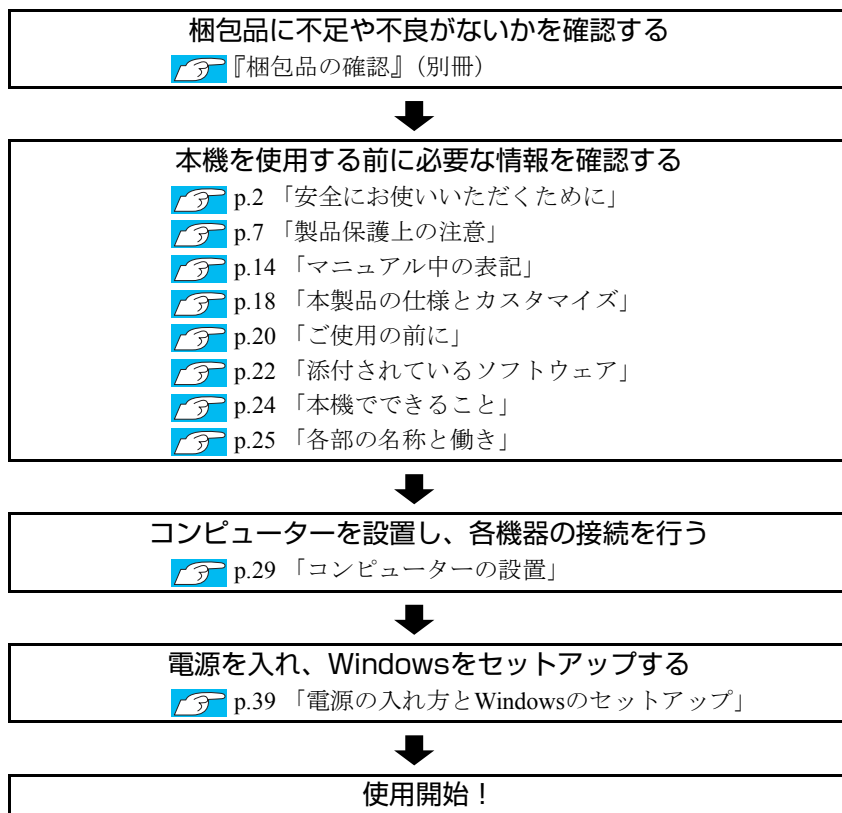 梱包品に不足や不良がないかを確認する
『梱包品の確認』（別冊）
本機を使用する前に必要な情報を確認する
p.2 「安全にお使いいただくために」
p.7 「製品保護上の注意」
p.14 「マニュアル中の表記」
p.18 「本製品の仕様とカスタマイズ」
p.20 「ご使用の前に」
p.22 「添付されているソフトウェア」
p.24 「本機でできること」
p.25 「各部の名称と働き」
コンピューターを設置し、各機器の接続を行う
p.29 「コンピューターの設置」
電源を入れ、Windowsをセットアップする
p.39 「電源の入れ方とWindowsのセットアップ」
使用開始！